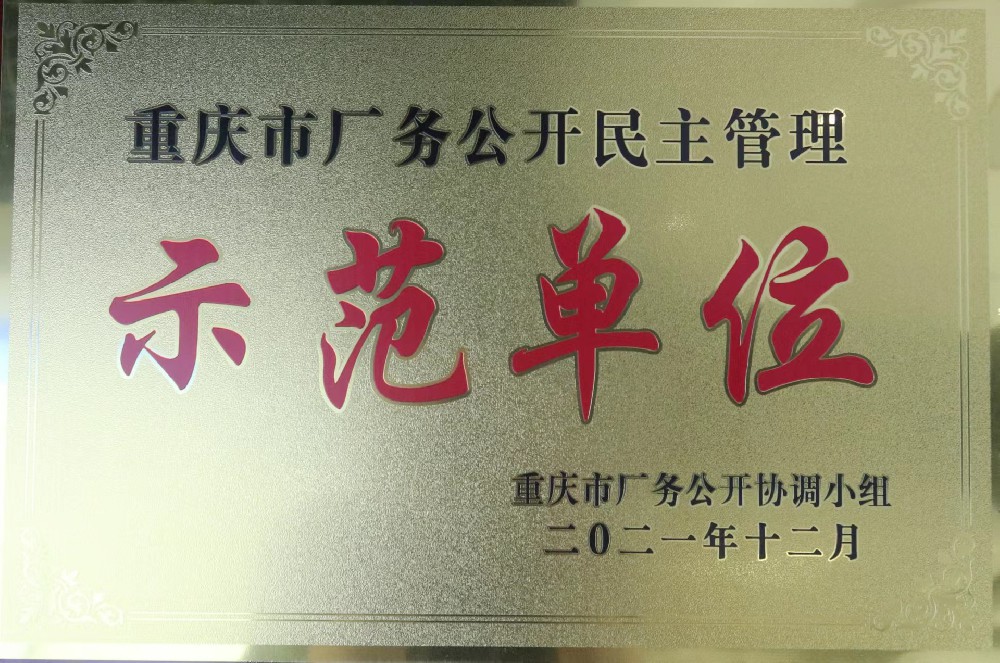 重庆市厂务公开民主管理
示范单位
重庆市厂务公开协调小组
二〇二一年十二月